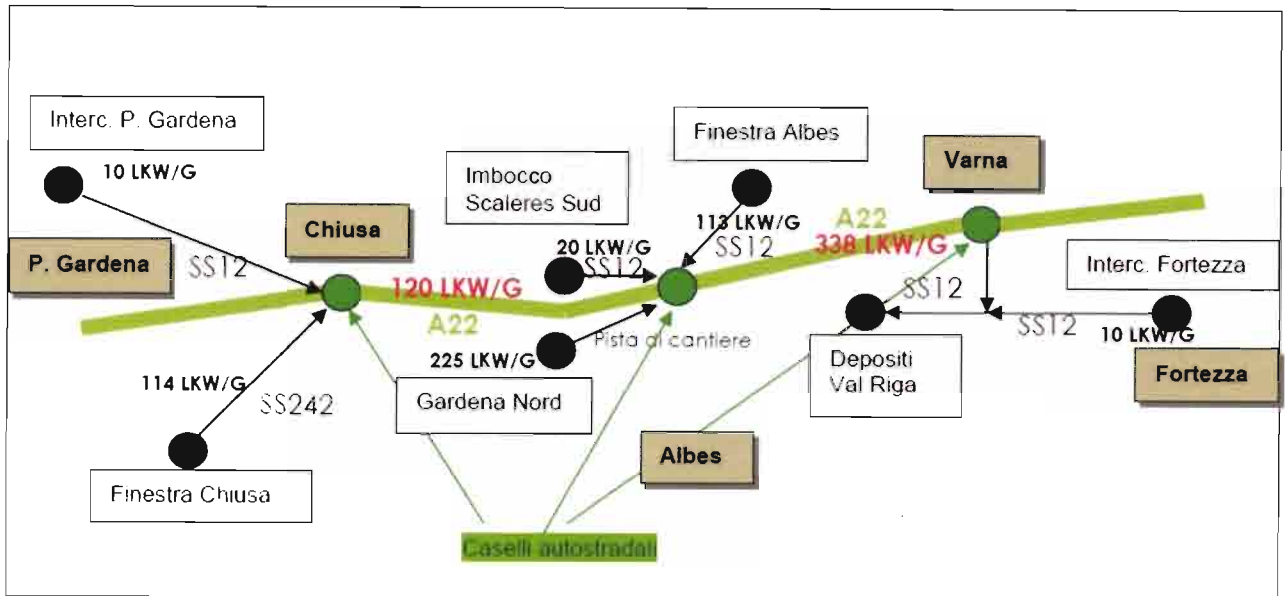 Interc. P. Gardena
10 LKW/G
P. Gardena
SS12
Chiusa
120 LKW/G
A22
114 LKW/G
SS242
Finestra Chiusa
Imbocco
Scaleres Sud
20 LKW/G
SS12
225 LKW/G
Pista di cantiere
Gardena Nord
Finestra Albes
113 LKW/G
SS12
A22
338 LKW/G
Varna
SS12
Depositi
Val Riga
Interc. Fortezza
SS12
10 LKW/G
Fortezza
Albes
Caselli autostradali